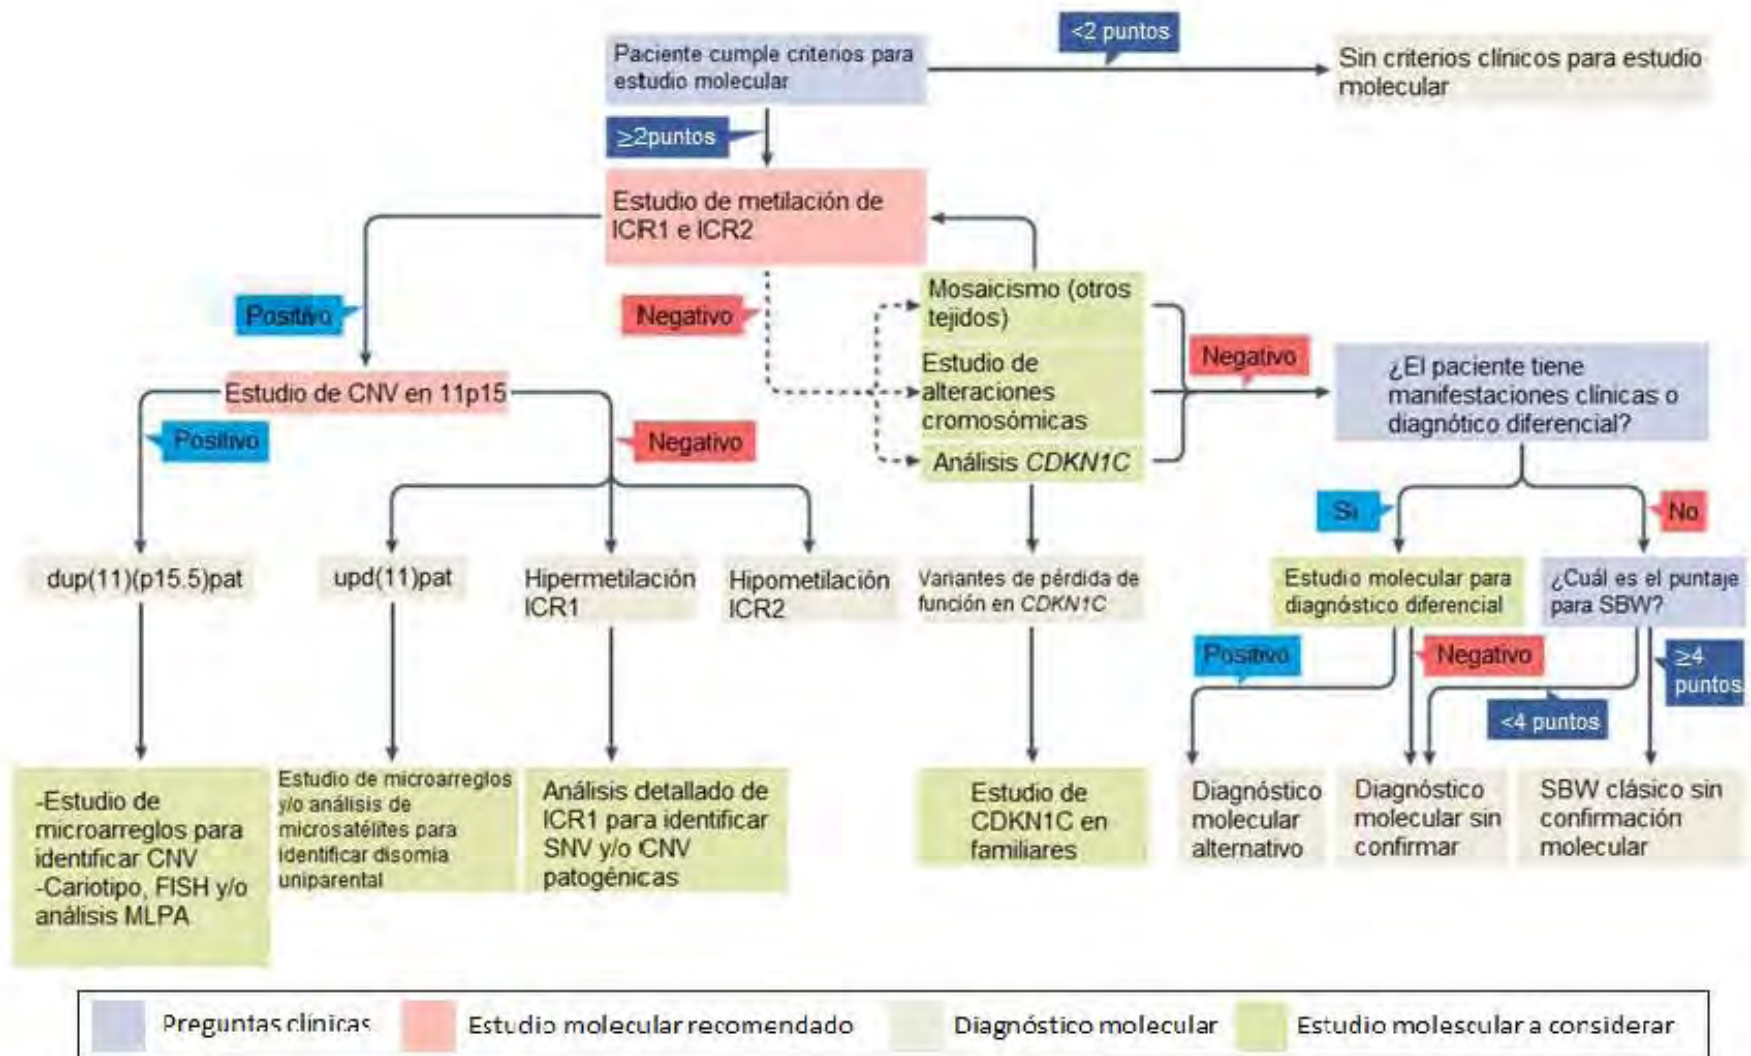 <2 puntos
Paciente cumple criterios para
estudio molecular
Sin criterios clínicos para estudio
molecular
≥2puntos
Estudio de metilación de
ICR1 e ICR2
Positivo
Negativo
Mosaicismo (otros
tejidos)
Estudio de
alteraciones
cromosómicas
Análisis CDKN1C
Negativo
¿El paciente tiene
manifestaciones clínicas o
diagnótico diferencial?
Estudio de CNV en 11p15
Positivo
Negativo
Si
No
dup(11)(p15.5)pat
upd(11)pat
Hipermetilación
ICR1
Hipometilación
ICR2
Variantes de pérdida de
función en CDKN1C
Estudio molecular para
diagnóstico diferencial
¿Cuál es el puntaje
para SBW?
Positivo
Negativo
≥4
puntos
<4 puntos
-Estudio de
microarreglos para
identificar CNV
-Cariotipo, FISH y/o
análisis MLPA
Estudio de microarreglos
y/o análisis de
microsatélites para
identificar disomia
uniparental
Análisis detallado de
ICR1 para identificar
SNV y/o CNV
patogénicas
Estudio de
CDKN1C en
familiares
Diagnóstico
molecular
alternativo
Diagnóstico
molecular sin
confirmar
SBW clásico sin
confirmación
molecular
Preguntas clínicas
Estudio molecular recomendado
Diagnóstico molecular
Estudio molescular a considerar